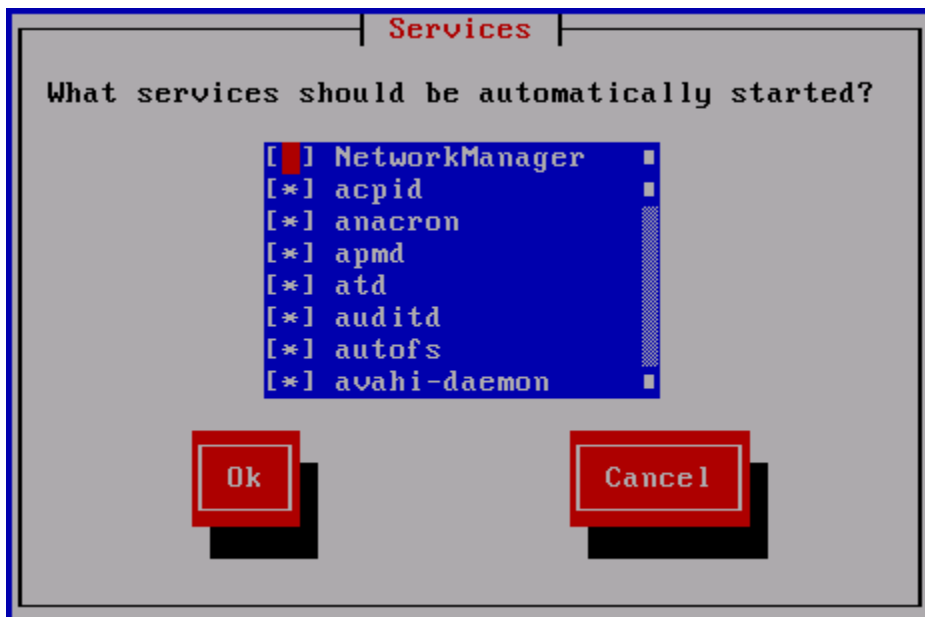 Services
What services should be automatically started?
[ ] NetworkManager
[*] acpid
[*] anacron
[*] apmd
[*] atd
[*] auditd
[*] autofs
[*] avahi-daemon
Ok Cancel